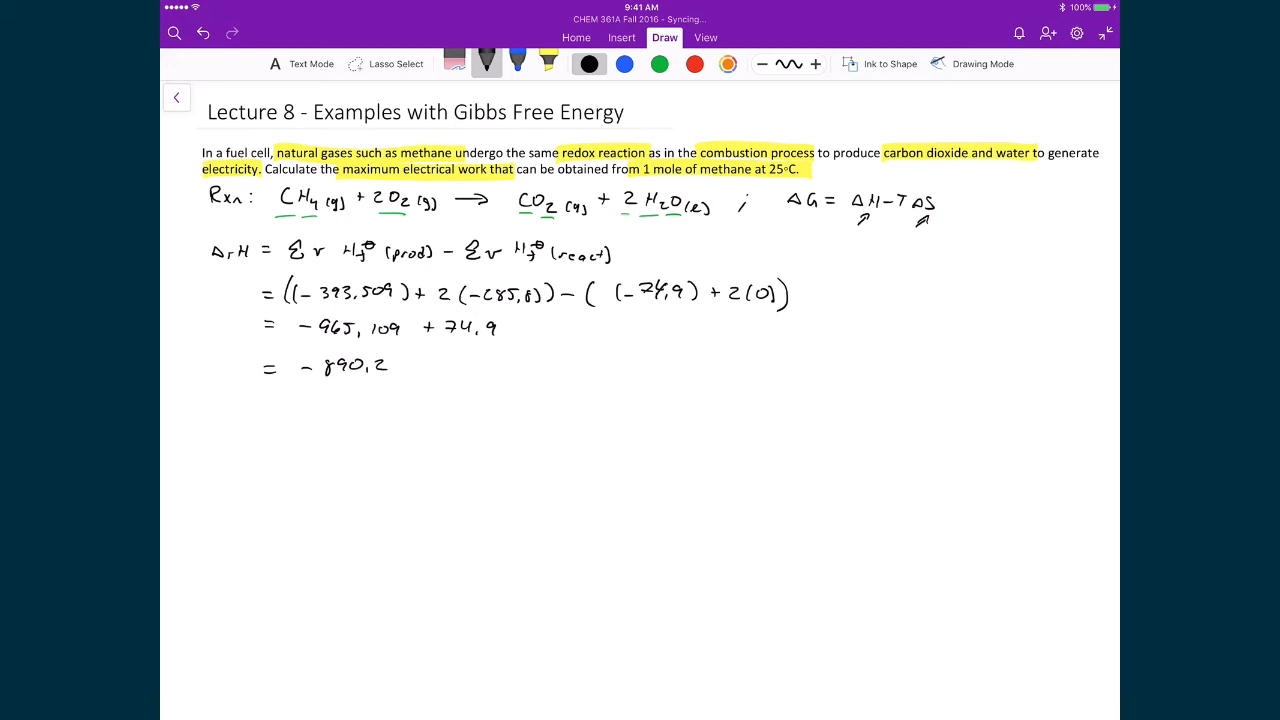 9:41 AM
100%
CHEM 361A Fall 2016 - Syncing...
Home Insert Draw View
A Text Mode Lasso Select Ink to Shape Drawing Mode
Lecture 8 - Examples with Gibbs Free Energy
In a fuel cell, natural gases such as methane undergo the same redox reaction as in the combustion process to produce carbon dioxide and water to generate
electricity. Calculate the maximum electrical work that can be obtained from 1 mole of methane at 25◦C.
Rxn: CH₄(g) + 2O₂(g) → CO₂(g) + 2H₂O(l) ; ΔG = ΔH - TΔS
ΔrH = Σν Hf⦵(prod) - Σν Hf⦵(react)
= ((-393.509) + 2(-285.8)) - ((-74.9) + 2(0))
= -965.109 + 74.9
= -890.2